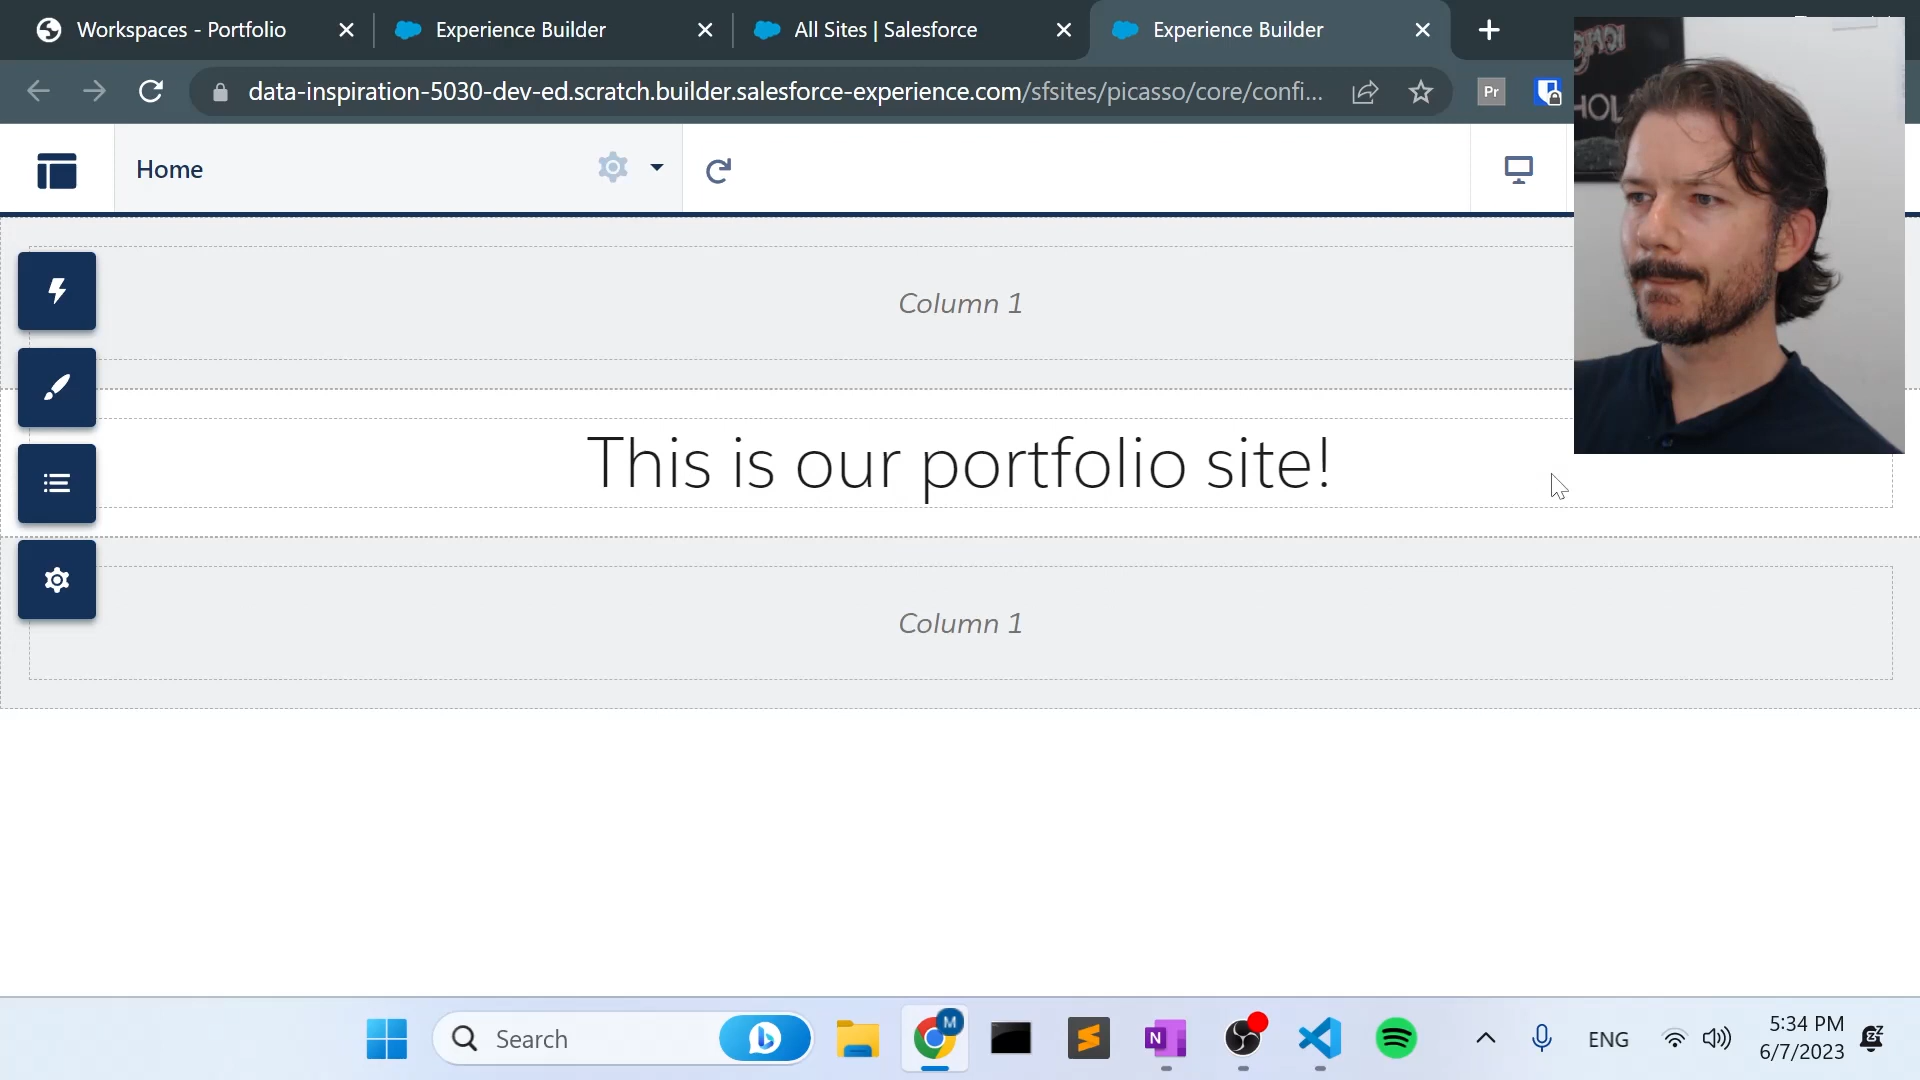 Workspaces - Portfolio
Experience Builder
All Sites | Salesforce
Experience Builder
data-inspiration-5030-dev-ed.scratch.builder.salesforce-experience.com/sfsites/picasso/core/confi...
Pr
Home
Column 1
This is our portfolio site!
Column 1
Search
M
N
ENG
5:34 PM
6/7/2023